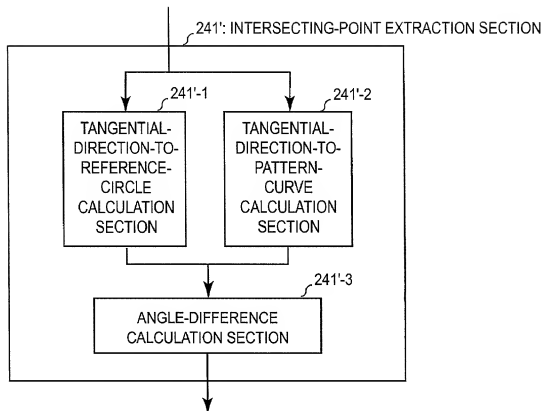 241': INTERSECTING-POINT EXTRACTION SECTION
241'-1
TANGENTIAL-
DIRECTION-TO-
REFERENCE-
CIRCLE
CALCULATION
SECTION
241'-2
TANGENTIAL-
DIRECTION-TO-
PATTERN-
CURVE
CALCULATION
SECTION
241'-3
ANGLE-DIFFERENCE
CALCULATION SECTION